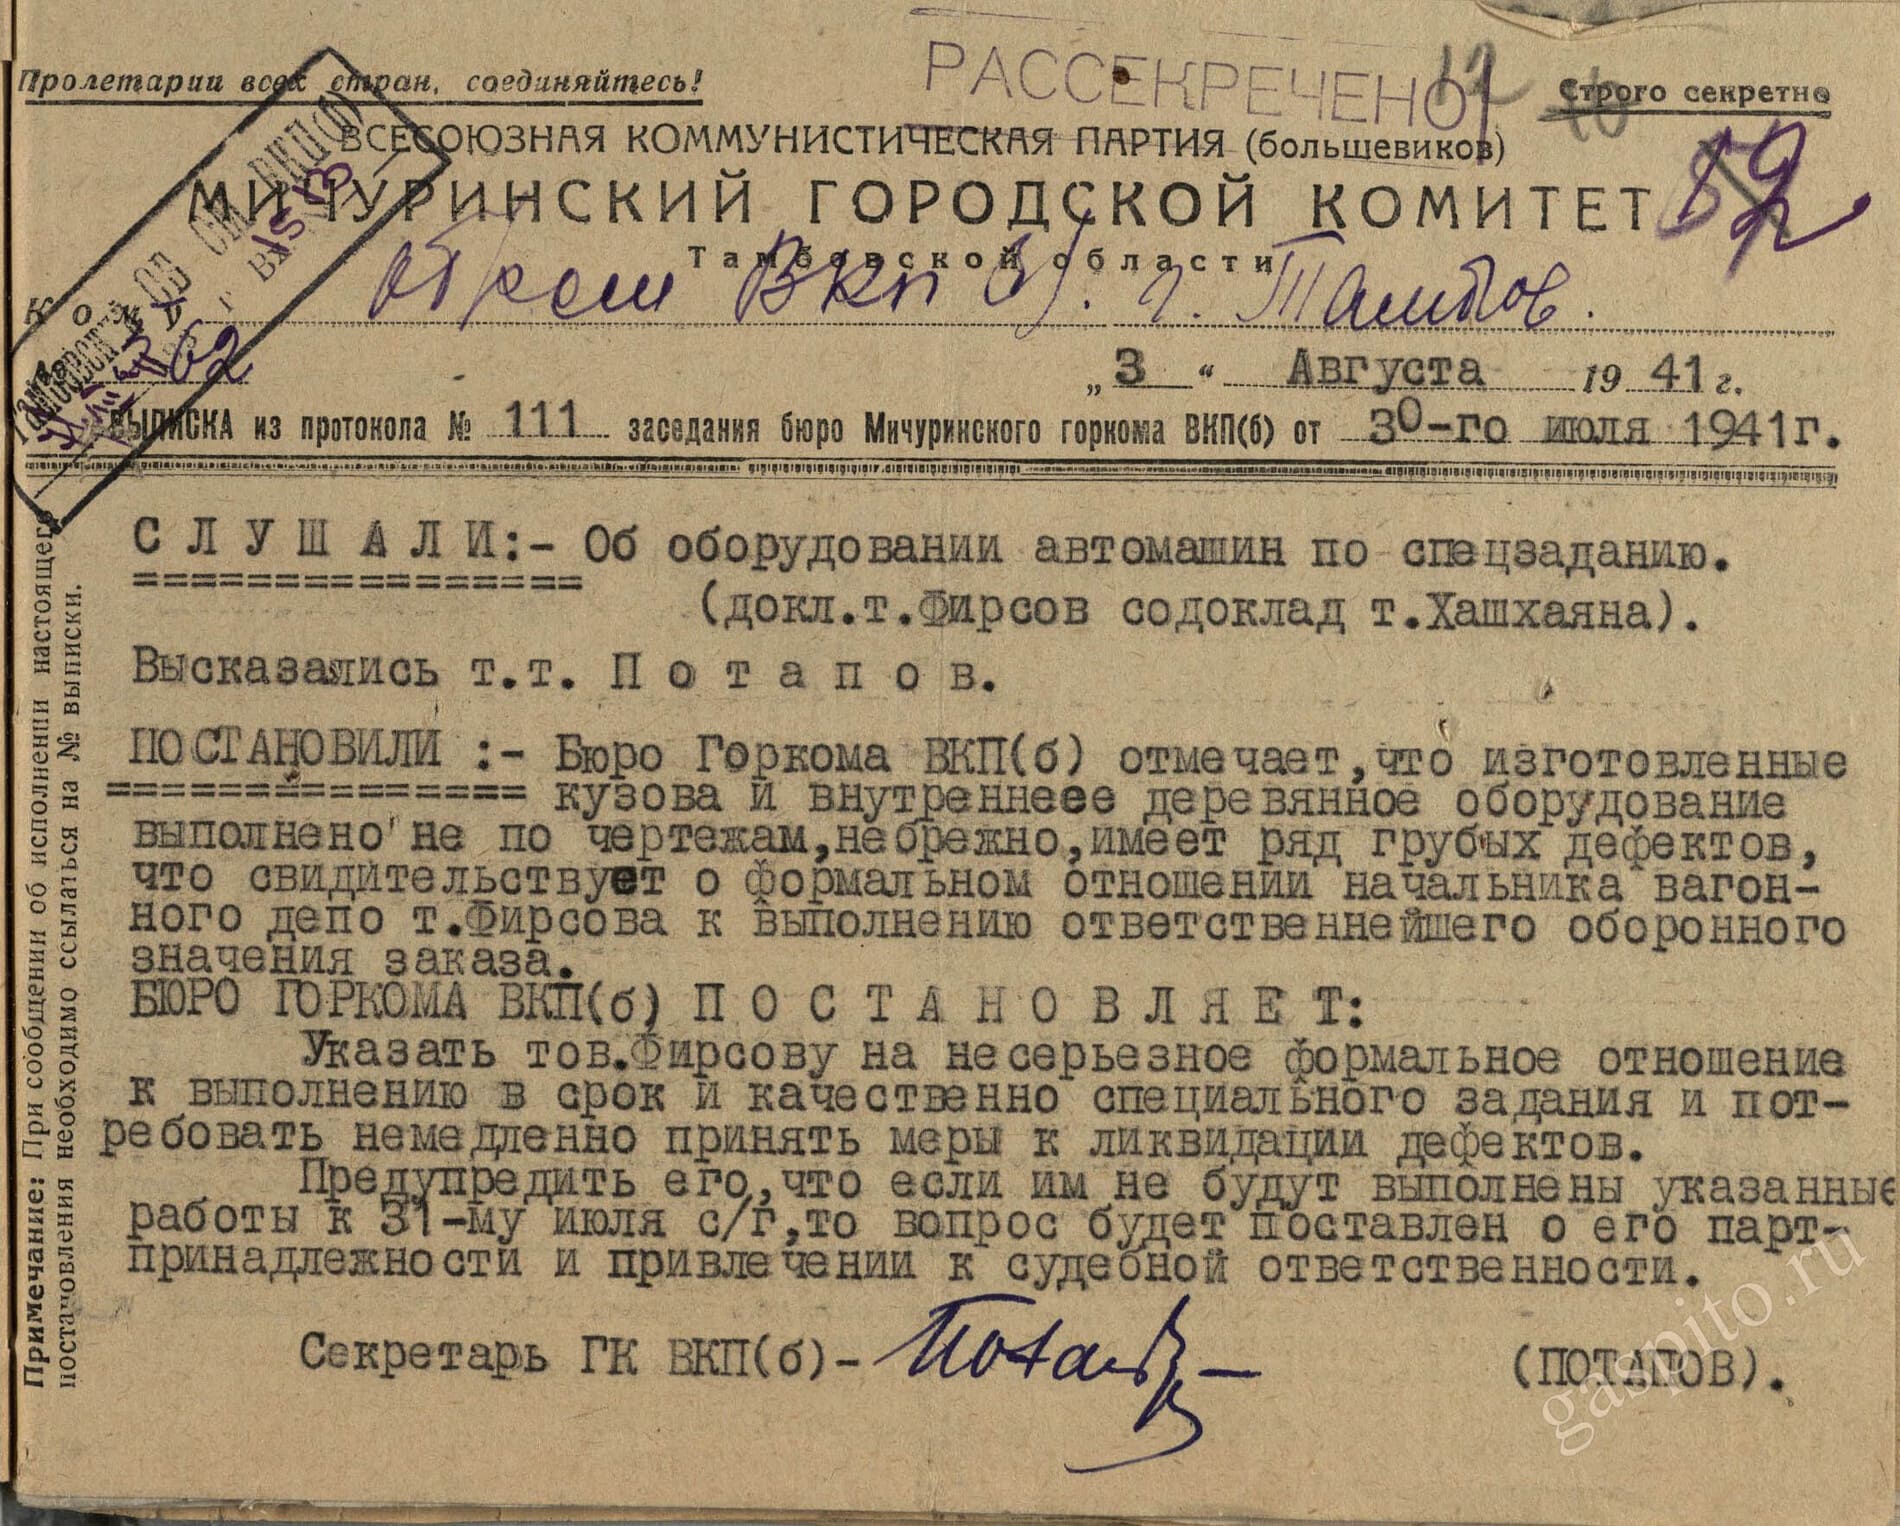 Пролетарии всех стран, соединяйтесь!
РАССЕКРЕЧЕНО
Строго секретно
ВСЕСОЮЗНАЯ КОММУНИСТИЧЕСКАЯ ПАРТИЯ (большевиков)
МИЧУРИНСКИЙ ГОРОДСКОЙ КОМИТЕТ
Тамбовской области
Кому Обком ВКП(б). г. Тамбов.
„3“ Августа 1941 г.
ВЫПИСКА из протокола № 111 заседания бюро Мичуринского горкома ВКП(б) от 30-го июля 1941г.
СЛУШАЛИ:- Об оборудовании автомашин по спецзаданию.
================
(докл.т.Фирсов содоклад т.Хашхаяна).
Высказались т.т. Потапов.
ПОСТАНОВИЛИ :- Бюро Горкома ВКП(б) отмечает,что изготовленные
=============== кузова и внутреннеее деревянное оборудование
выполнено не по чертежам,небрежно,имеет ряд грубых дефектов,
что свидительствует о формальном отношении начальника вагон-
ного депо т.Фирсова к выполнению ответственнейшего оборонного
значения заказа.
БЮРО ГОРКОМА ВКП(б) ПОСТАНОВЛЯЕТ:
Указать тов.Фирсову на несерьезное формальное отношение
к выполнению в срок и качественно специального задания и пот-
ребовать немедленно принять меры к ликвидации дефектов.
Предупредить его,что если им не будут выполнены указанные
работы к 31-му июля с/г,то вопрос будет поставлен о его парт-
принадлежности и привлечении к судебной ответственности.
Секретарь ГК ВКП(б)- Потапов (ПОТАПОВ).
Примечание: При сообщении об исполнении настоящего
постановления необходимо ссылаться на № выписки.
gaspito.ru